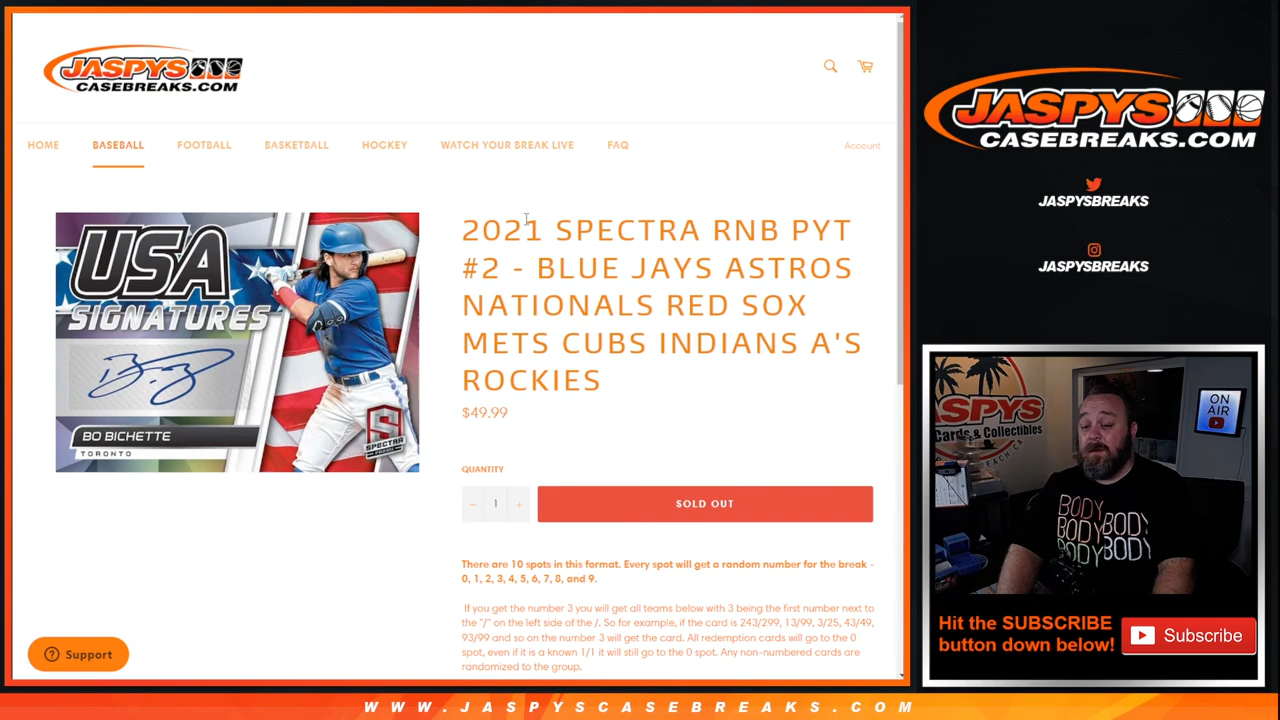 JASPYS
CASEBREAKS.COM
HOME BASEBALL FOOTBALL BASKETBALL HOCKEY WATCH YOUR BREAK LIVE FAQ Account
USA
SIGNATURES
BO BICHETTE
TORONTO
SPECTRA
2021 SPECTRA RNB PYT
#2 - BLUE JAYS ASTROS
NATIONALS RED SOX
METS CUBS INDIANS A'S
ROCKIES
$49.99
QUANTITY
− 1 + SOLD OUT
There are 10 spots in this format. Every spot will get a random number for the break -
0, 1, 2, 3, 4, 5, 6, 7, 8, and 9.
If you get the number 3 you will get all teams below with 3 being the first number next to
the "/" on the left side of the /. So for example, if the card is 243/299, 13/99, 3/25, 43/49,
93/99 and so on the number 3 will get the card. All redemption cards will go to the 0
spot, even if it is a known 1/1 it will still go to the 0 spot. Any non-numbered cards are
randomized to the group.
Support
JASPYS
CASEBREAKS.COM
JASPYSBREAKS
JASPYSBREAKS
ASPYS
Cards & Collectibles
ON
AIR
BODY
BODY BODY
BODY BODY
Hit the SUBSCRIBE
button down below!
Subscribe
WWW.JASPYSCASEBREAKS.COM